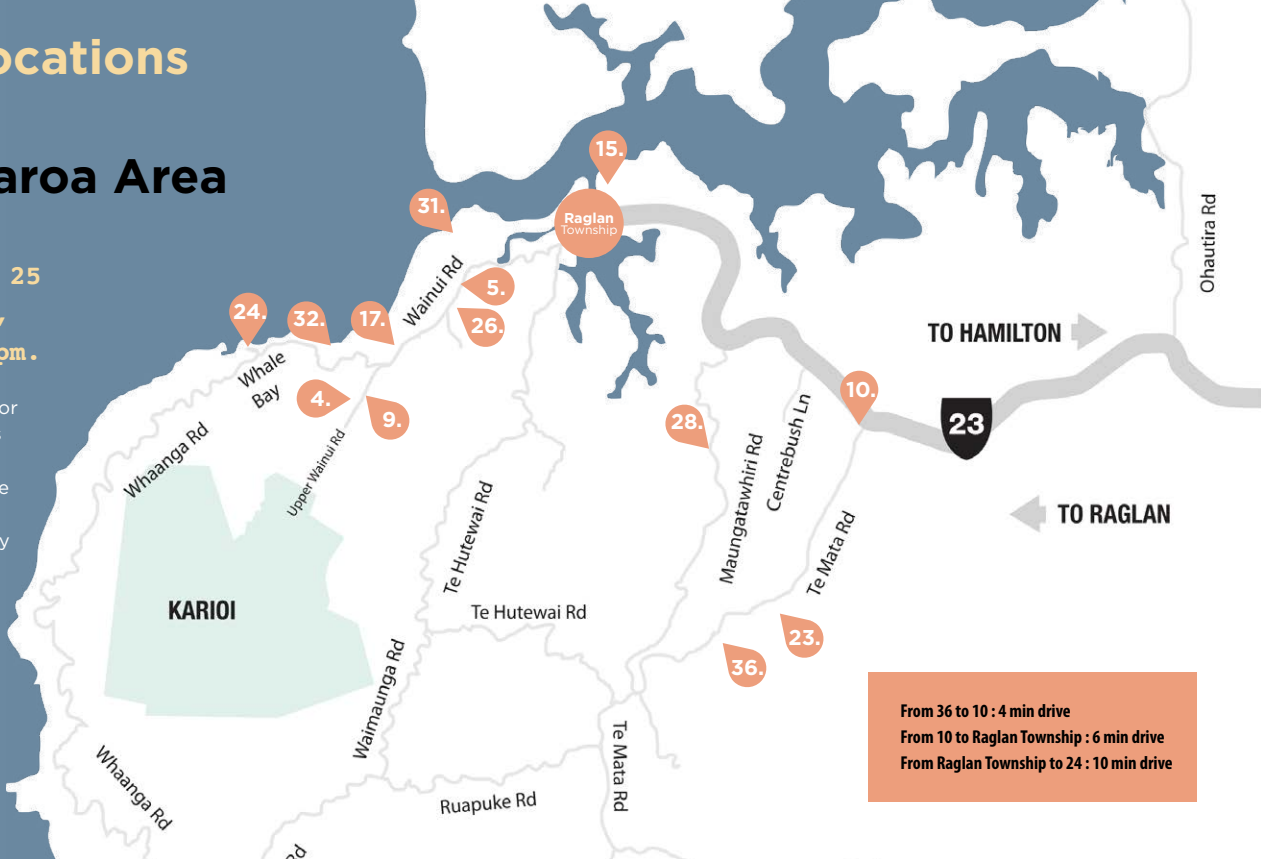 ocations
aroa Area
25
y
pm.
or
e
y
15.
31.
Raglan
Township
Wainui Rd
5.
24.
32.
17.
26.
Whale
Bay
4.
9.
Whaanga Rd
Upper Wainui Rd
KARIOI
Te Hutewai Rd
Te Hutewai Rd
Waimaunga Rd
Whaanga Rd
Ruapuke Rd
Rd
Te Mata Rd
28.
Maungatawhiri Rd
Centrebush Ln
10.
Te Mata Rd
23.
36.
Ohautira Rd
TO HAMILTON
23
TO RAGLAN
From 36 to 10 : 4 min drive
From 10 to Raglan Township : 6 min drive
From Raglan Township to 24 : 10 min drive